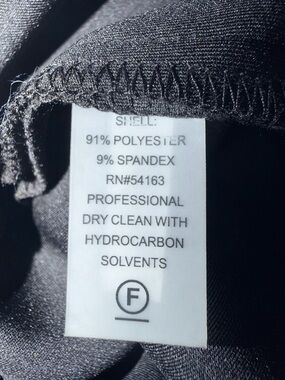 SHELL:
91% POLYESTER
9% SPANDEX
RN#54163
PROFESSIONAL
DRY CLEAN WITH
HYDROCARBON
SOLVENTS
F